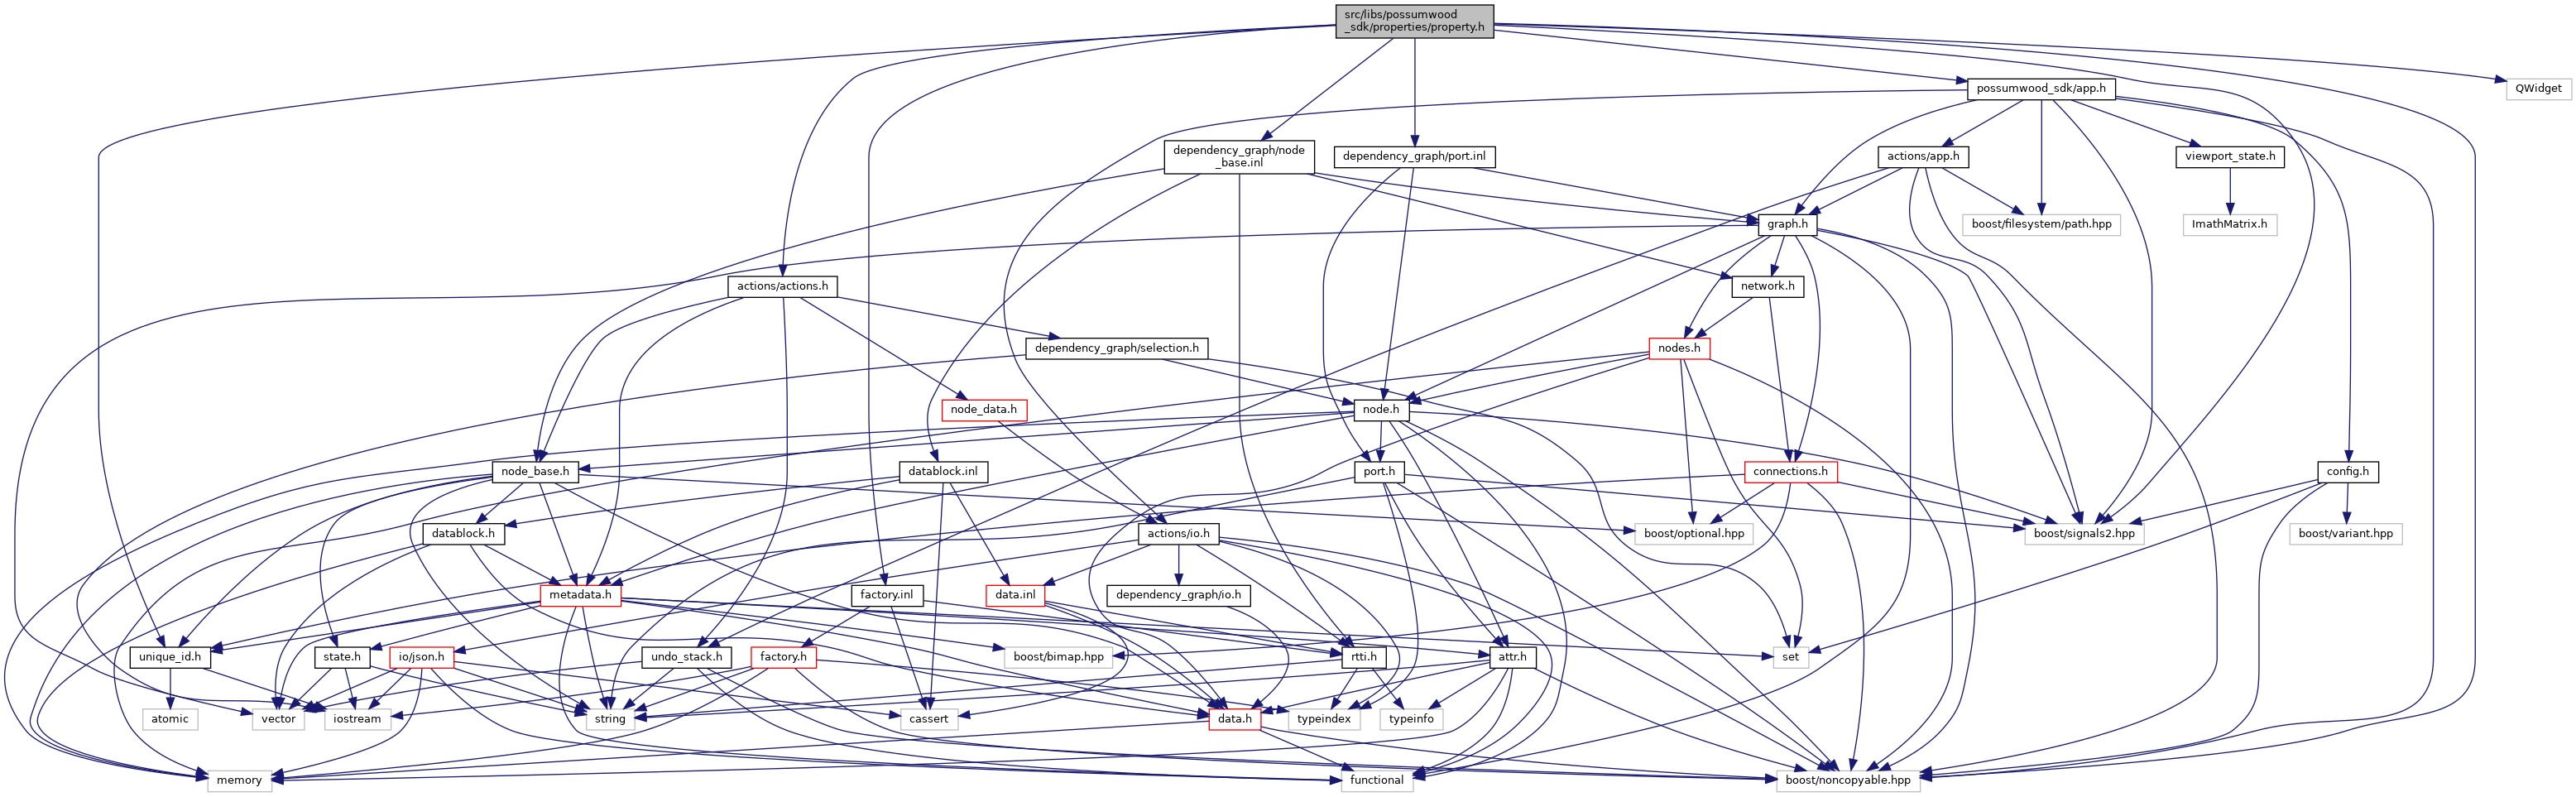 src/libs/possumwood
_sdk/properties/property.h
possumwood_sdk/app.h
QWidget
dependency_graph/node
_base.inl
dependency_graph/port.inl
actions/app.h
viewport_state.h
graph.h
boost/filesystem/path.hpp
ImathMatrix.h
actions/actions.h
network.h
dependency_graph/selection.h
nodes.h
node_data.h
node.h
node_base.h
datablock.inl
port.h
connections.h
config.h
datablock.h
actions/io.h
boost/optional.hpp
boost/signals2.hpp
boost/variant.hpp
metadata.h
factory.inl
data.inl
dependency_graph/io.h
unique_id.h
state.h
io/json.h
undo_stack.h
factory.h
boost/bimap.hpp
rtti.h
attr.h
set
atomic
vector
iostream
string
cassert
data.h
typeindex
typeinfo
memory
functional
boost/noncopyable.hpp